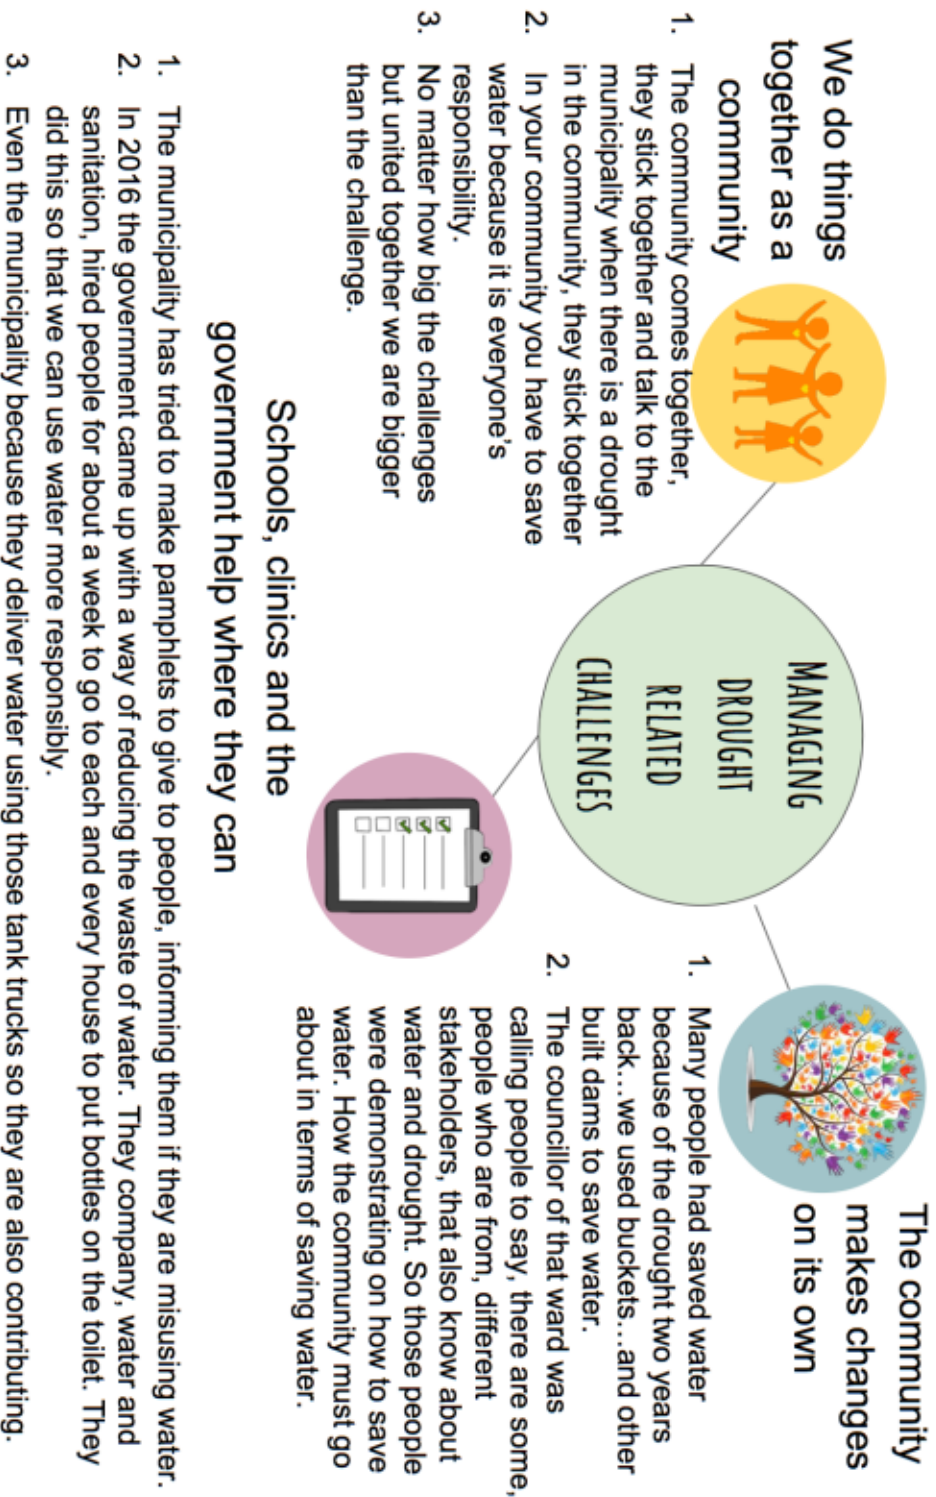 We do things
together as a
community
1. The community comes together,
they stick together and talk to the
municipality when there is a drought
in the community, they stick together
2. In your community you have to save
water because it is everyone's
responsibility.
3. No matter how big the challenges
but united together we are bigger
than the challenge.
MANAGING
DROUGHT
RELATED
CHALLENGES
The community
makes changes
on its own
1. Many people had saved water
because of the drought two years
back...we used buckets...and other
built dams to save water.
2. The councillor of that ward was
calling people to say, there are some,
people who are from, different
stakeholders, that also know about
water and drought. So those people
were demonstrating on how to save
water. How the community must go
about in terms of saving water.
Schools, clinics and the
government help where they can
1. The municipality has tried to make pamphlets to give to people, informing them if they are misusing water.
2. In 2016 the government came up with a way of reducing the waste of water. They company, water and
sanitation, hired people for about a week to go to each and every house to put bottles on the toilet. They
did this so that we can use water more responsibly.
3. Even the municipality because they deliver water using those tank trucks so they are also contributing.